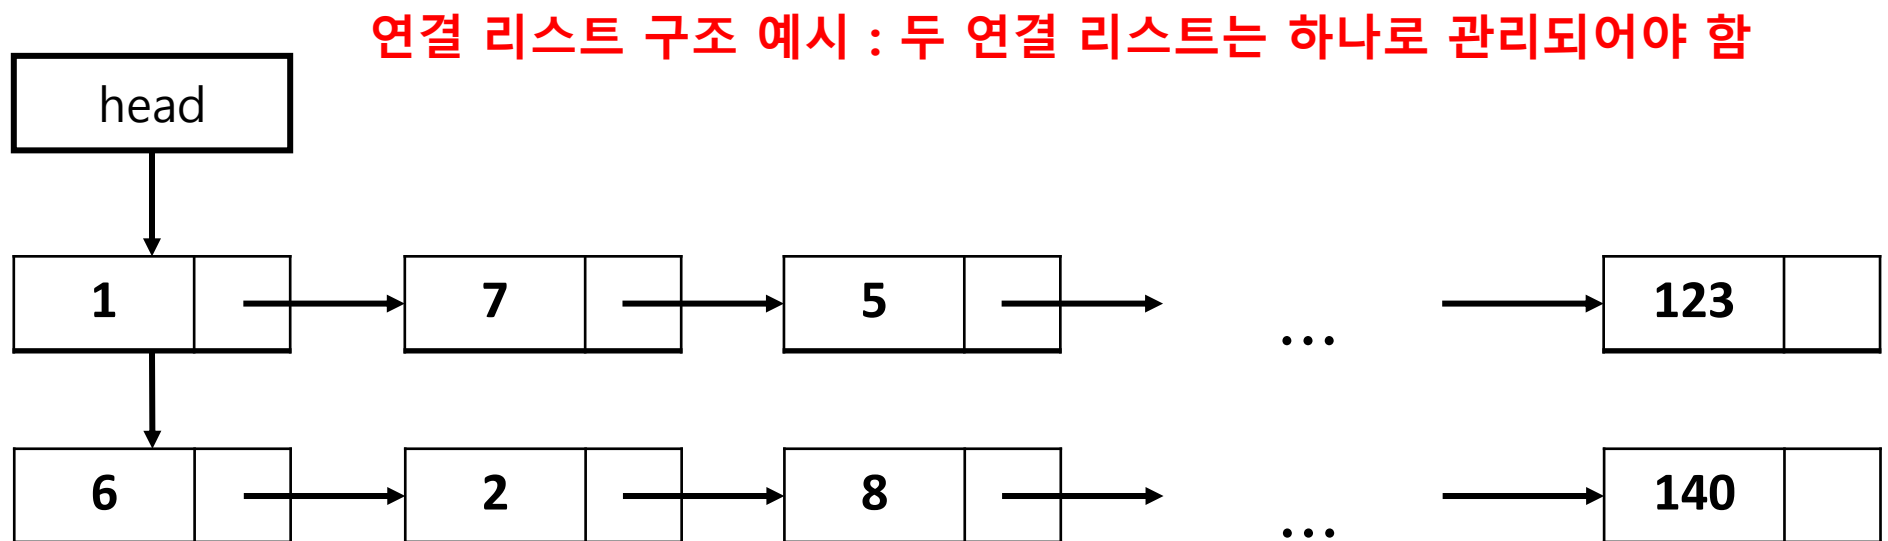 연결 리스트 구조 예시 : 두 연결 리스트는 하나로 관리되어야 함
head
1 7 5 ... 123
6 2 8 ... 140